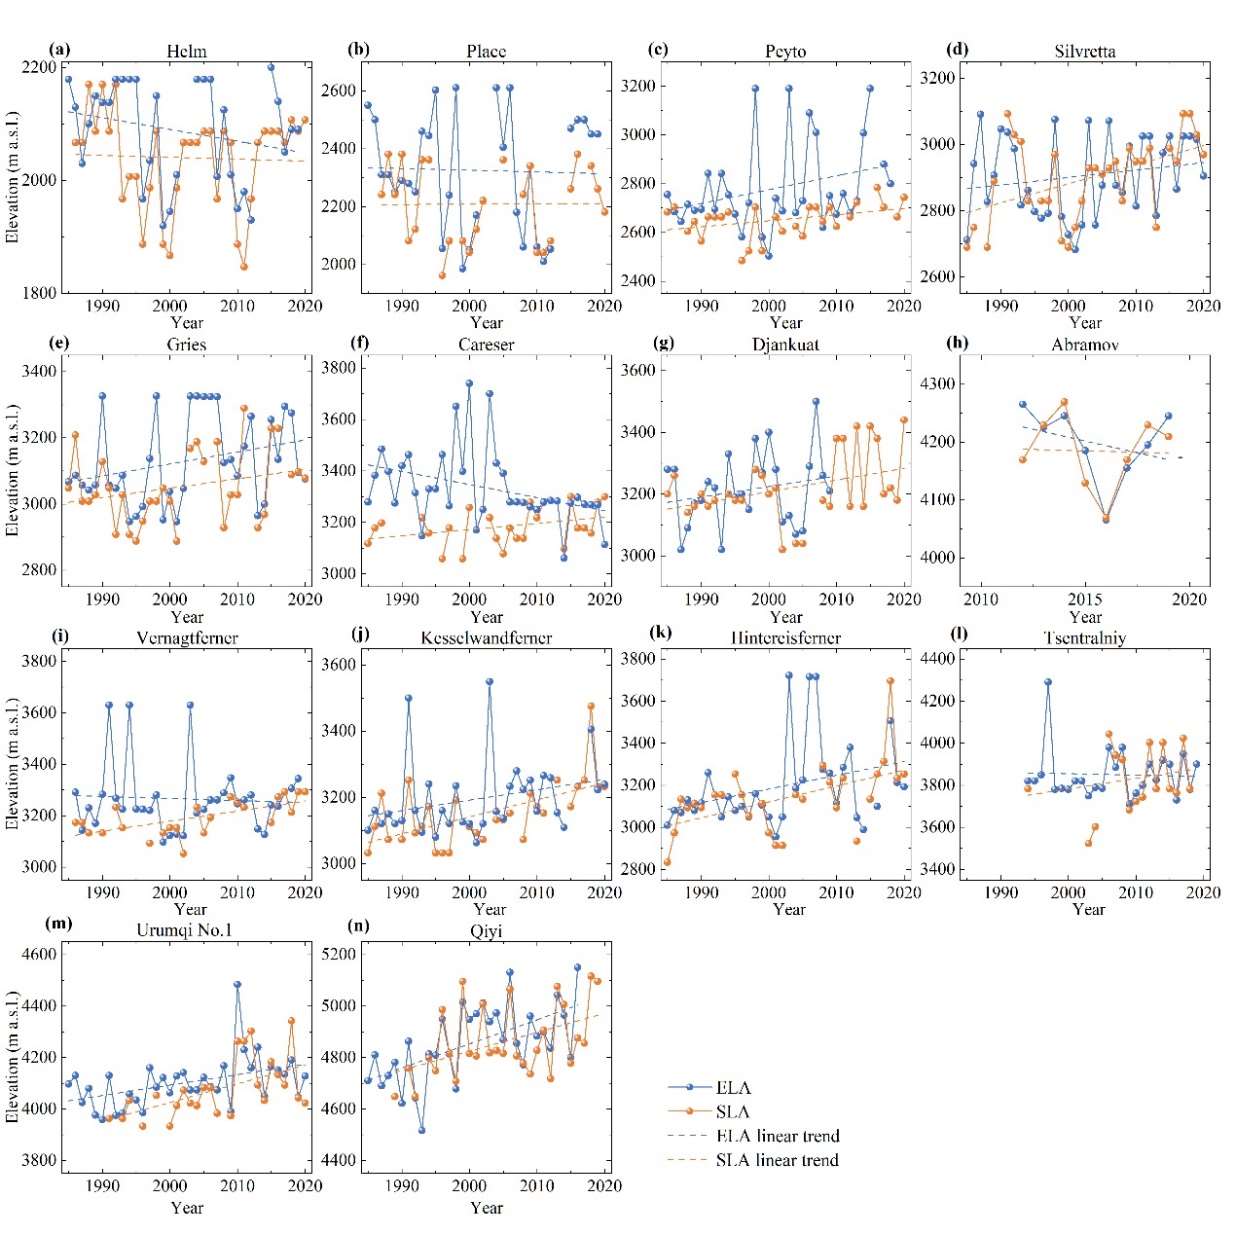 (a) Helm
(b) Place
(c) Peyto
(d) Silvretta
Elevation (m a.s.l.)
2200
2000
1800
1990 2000 2010 2020
Year
2600
2400
2200
2000
1990 2000 2010 2020
Year
3200
3000
2800
2600
2400
1990 2000 2010 2020
Year
3200
3000
2800
2600
1990 2000 2010 2020
Year
(e) Gries
(f) Careser
(g) Djankuat
(h) Abramov
Elevation (m a.s.l.)
3400
3200
3000
2800
1990 2000 2010 2020
Year
3800
3600
3400
3200
3000
1990 2000 2010 2020
Year
3600
3400
3200
3000
1990 2000 2010 2020
Year
4300
4200
4100
4000
2010 2015 2020
Year
(i) Vernagtferner
(j) Kesselwandferner
(k) Hintereisferner
(l) Tsentralniy
Elevation (m a.s.l.)
3800
3600
3400
3200
3000
1990 2000 2010 2020
Year
3600
3400
3200
3000
1990 2000 2010 2020
Year
3800
3600
3400
3200
3000
2800
1990 2000 2010 2020
Year
4400
4200
4000
3800
3600
3400
1990 2000 2010 2020
Year
(m) Urumqi No.1
(n) Qiyi
Elevation (m a.s.l.)
4600
4400
4200
4000
3800
1990 2000 2010 2020
Year
5200
5000
4800
4600
4400
1990 2000 2010 2020
Year
ELA
SLA
ELA linear trend
SLA linear trend